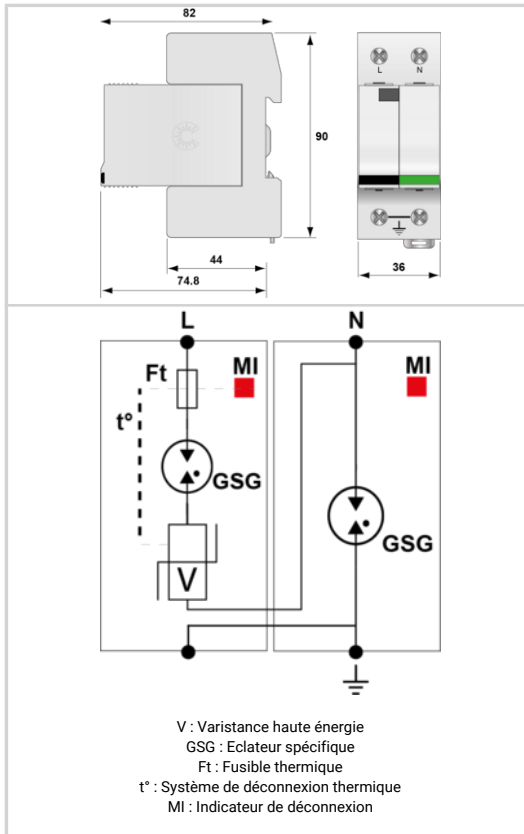 82
L N
90
44
74.8
36
L N
Ft MI MI
t°
GSG
GSG
V
V : Varistance haute énergie
GSG : Eclateur spécifique
Ft : Fusible thermique
t° : Système de déconnexion thermique
MI : Indicateur de déconnexion